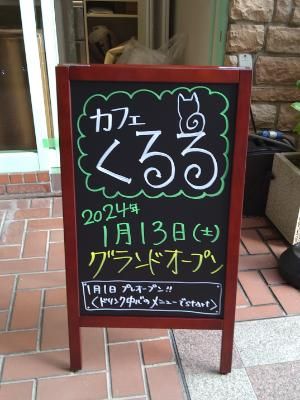 カフェ
くるる
2024年
1月13日(土)
グランドオープン
1月1日 プレオープン!!
〈ドリンク中心のメニューでstart〉